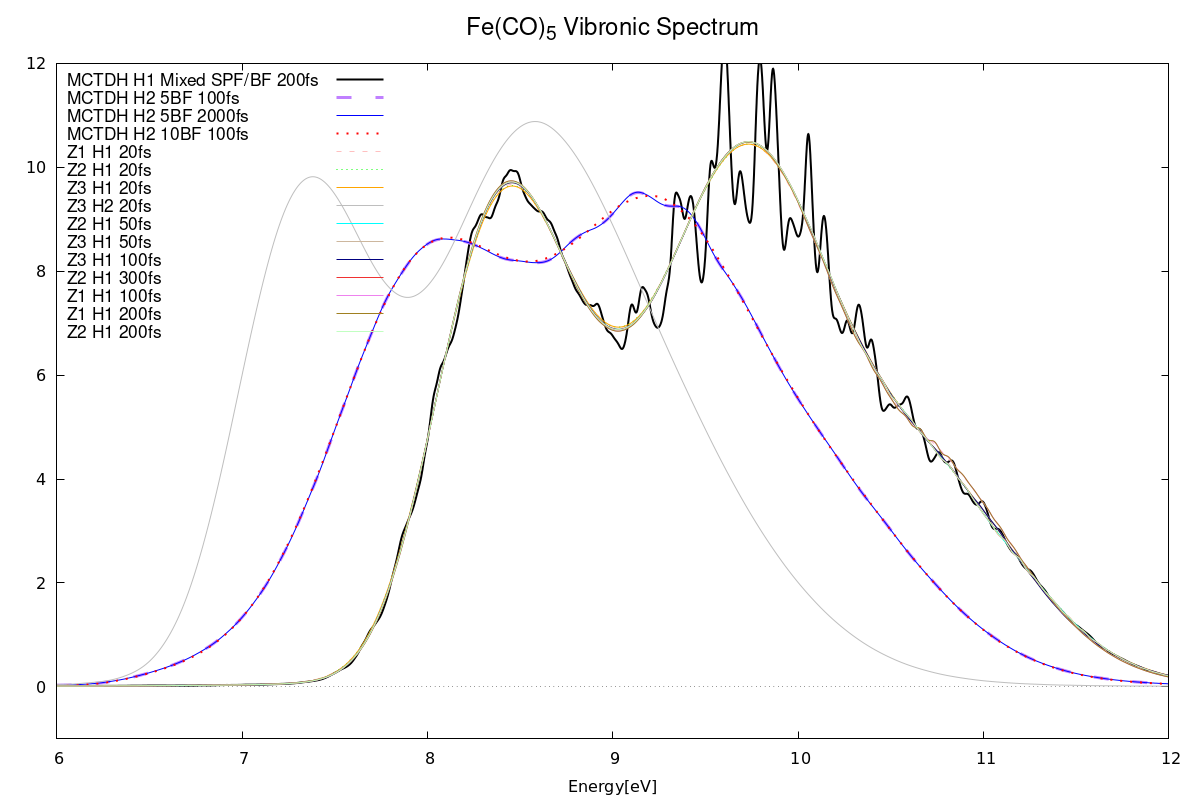 Fe(CO)5 Vibronic Spectrum
12
10
8
6
4
2
0
MCTDH H1 Mixed SPF/BF 200fs
MCTDH H2 5BF 100fs
MCTDH H2 5BF 2000fs
MCTDH H2 10BF 100fs
Z1 H1 20fs
Z2 H1 20fs
Z3 H1 20fs
Z3 H2 20fs
Z2 H1 50fs
Z3 H1 50fs
Z3 H1 100fs
Z2 H1 300fs
Z1 H1 100fs
Z1 H1 200fs
Z2 H1 200fs
6 7 8 9 10 11 12
Energy[eV]